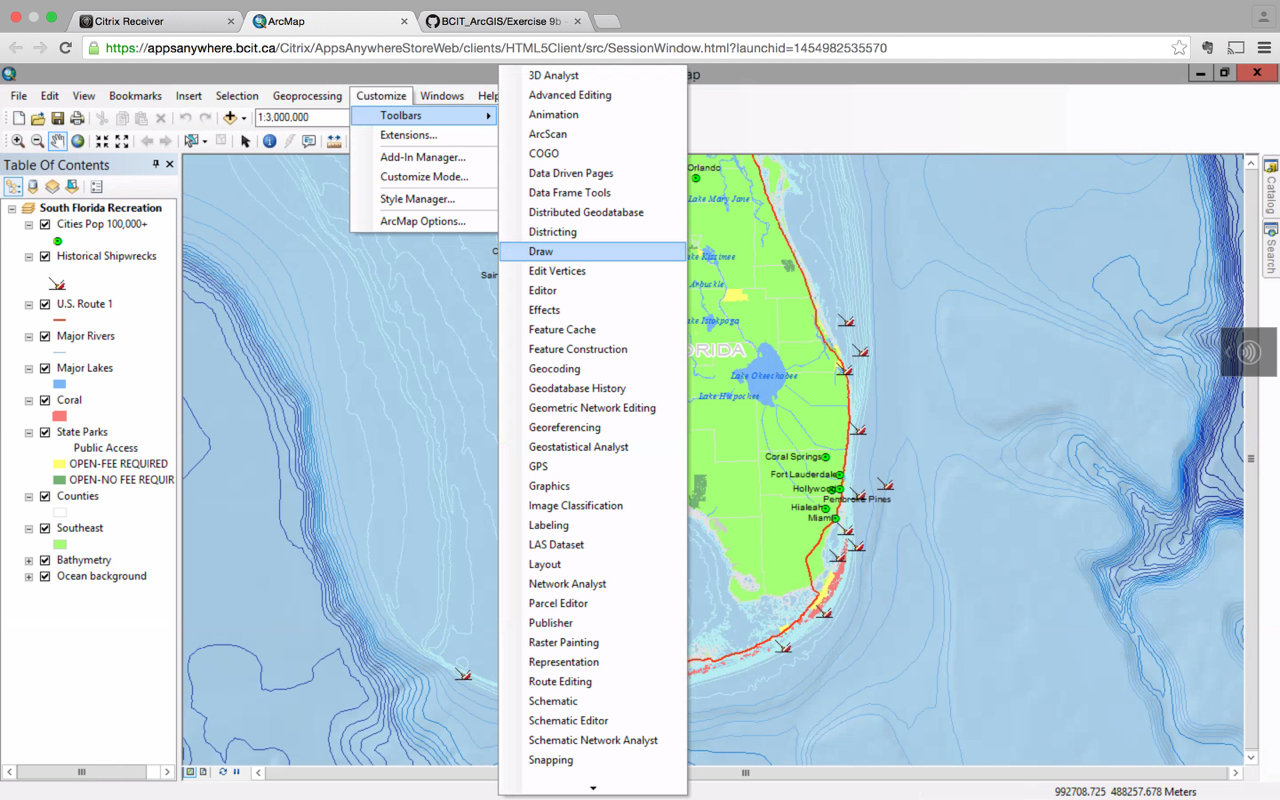 Citrix Receiver
ArcMap
BCIT_ArcGIS/Exercise 9b -
https://appsanywhere.bcit.ca/Citrix/AppsAnywhereStoreWeb/clients/HTML5Client/src/SessionWindow.html?launchid=1454982535570
ap
File Edit View Bookmarks Insert Selection Geoprocessing Customize Windows Help
1:3,000,000
Toolbars
Extensions...
Add-In Manager...
Customize Mode...
Style Manager...
ArcMap Options...
3D Analyst
Advanced Editing
Animation
ArcScan
COGO
Data Driven Pages
Data Frame Tools
Distributed Geodatabase
Districting
Draw
Edit Vertices
Editor
Effects
Feature Cache
Feature Construction
Geocoding
Geodatabase History
Geometric Network Editing
Georeferencing
Geostatistical Analyst
GPS
Graphics
Image Classification
Labeling
LAS Dataset
Layout
Network Analyst
Parcel Editor
Publisher
Raster Painting
Representation
Route Editing
Schematic
Schematic Editor
Schematic Network Analyst
Snapping
Table Of Contents
South Florida Recreation
Cities Pop 100,000+
Historical Shipwrecks
U.S. Route 1
Major Rivers
Major Lakes
Coral
State Parks
Public Access
OPEN-FEE REQUIRED
OPEN-NO FEE REQUIR
Counties
Southeast
Bathymetry
Ocean background
Orlando
Lake Mary Jane
Lake Kissimee
Arbuckle
Lake Istokpoga
RIDA
Lake Okeechobee
Lake Hicpochee
Coral Springs
Fort Lauderdale
Hollywood
Pembroke Pines
Hialeah
Miami
C
Sain
Catalog
Search
992708.725 488257.678 Meters